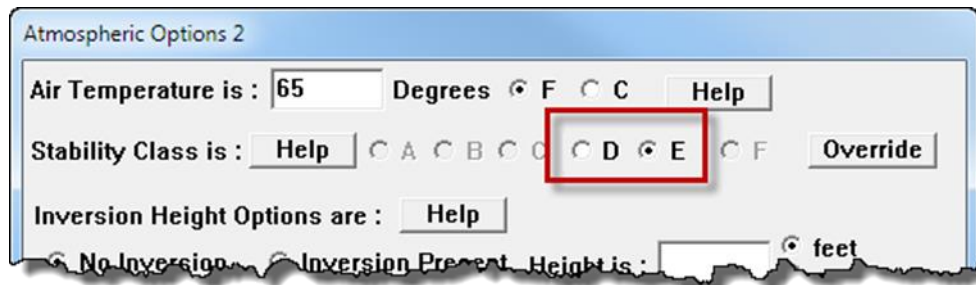 Atmospheric Options 2
Air Temperature is : 65 Degrees F C Help
Stability Class is : Help A B C D E F Override
Inversion Height Options are : Help
No Inversion Inversion Present Height is : feet